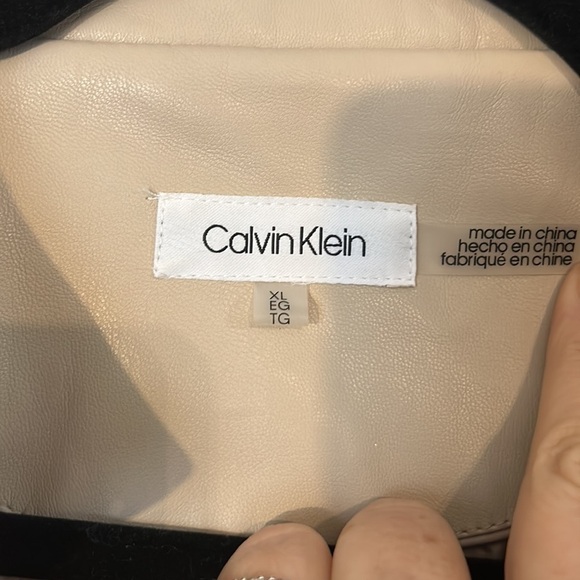 Calvin Klein
made in china
hecho en china
fabriqué en chine
XL
EG
TG